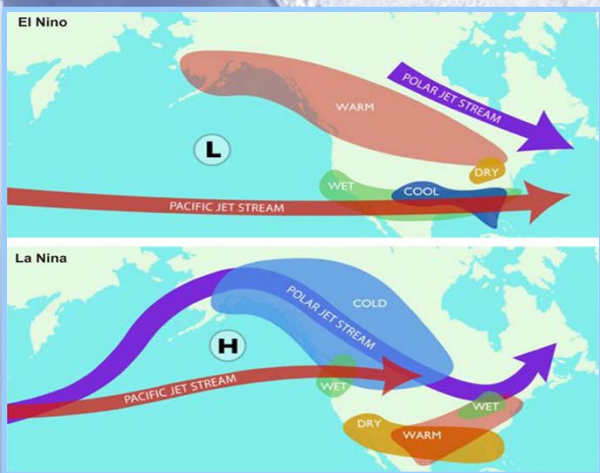 El Nino
POLAR JET STREAM
WARM
L
DRY
WET
COOL
PACIFIC JET STREAM
La Nina
COLD
POLAR JET STREAM
H
PACIFIC JET STREAM
WET
WET
DRY
WARM